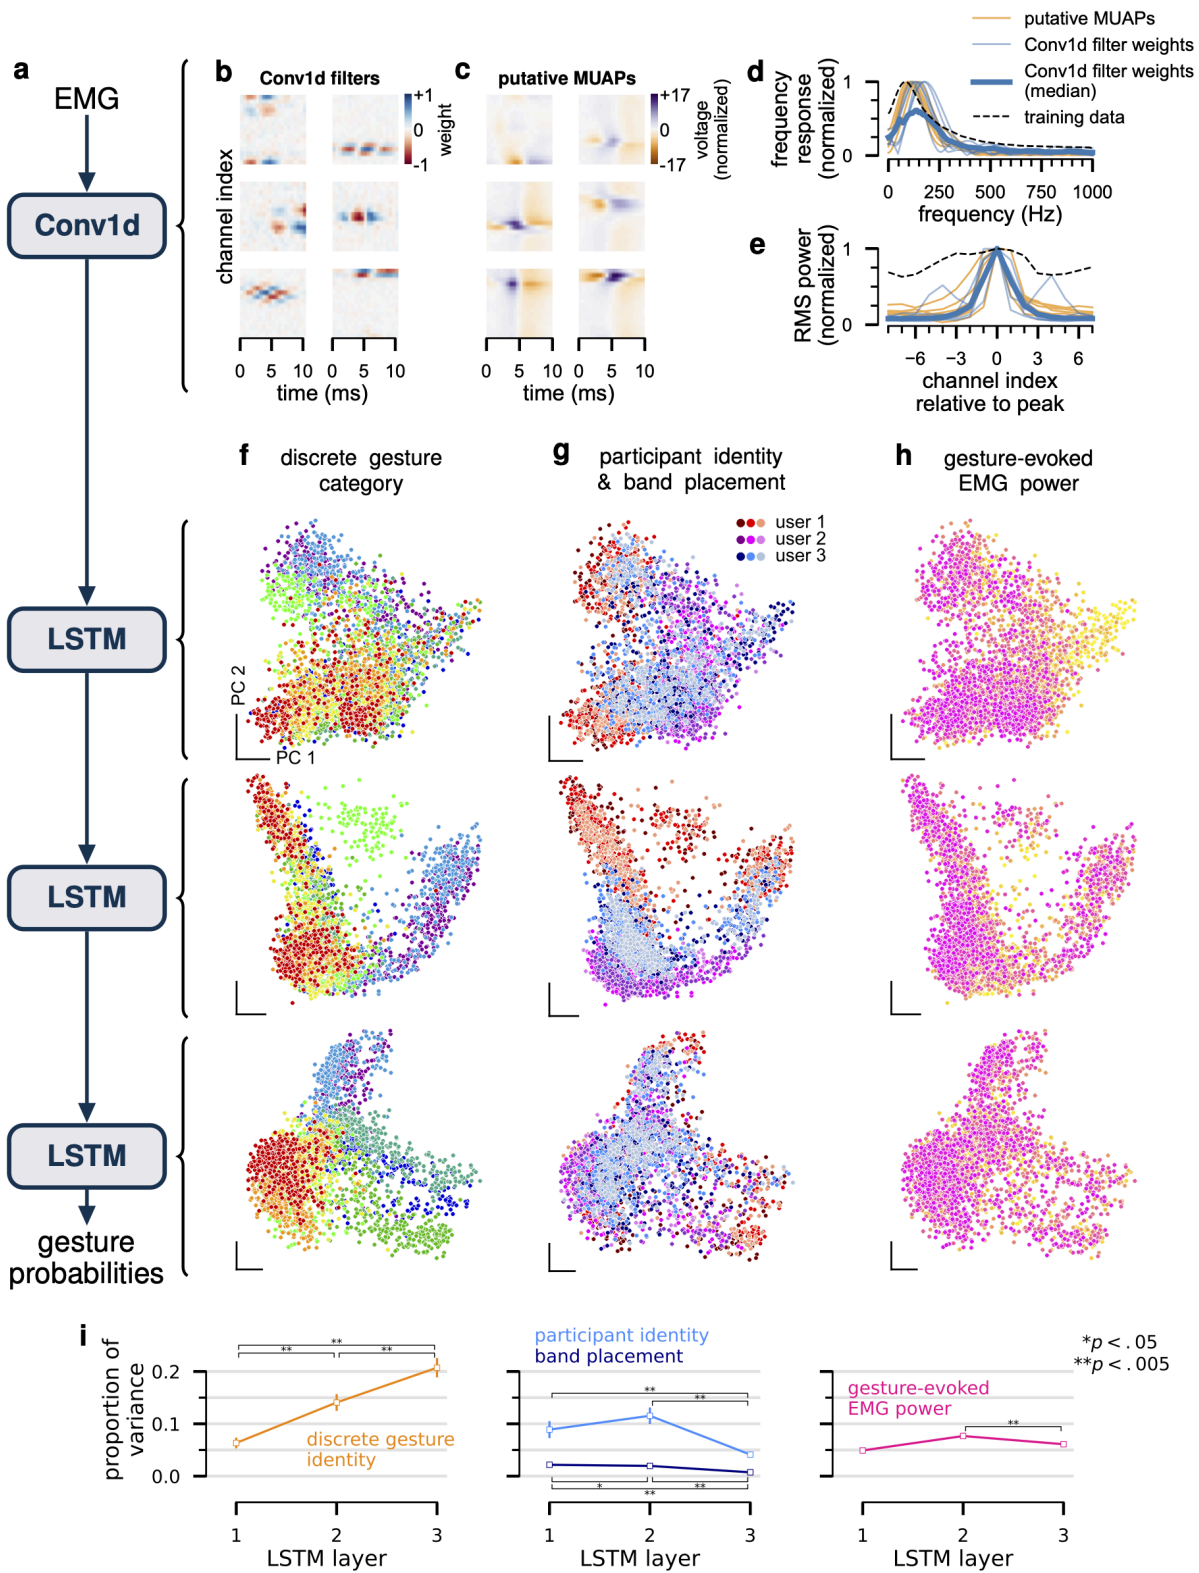 putative MUAPs
Conv1d filter weights
Conv1d filter weights
(median)
training data
a
EMG
Conv1d
LSTM
LSTM
LSTM
gesture
probabilities
b
Conv1d filters
channel index
+1
0
-1
weight
0 5 10 0 5 10
time (ms)
c
putative MUAPs
+17
0
-17
voltage
(normalized)
0 5 10 0 5 10
time (ms)
d
frequency
response
(normalized)
1
0
0 250 500 750 1000
frequency (Hz)
e
RMS power
(normalized)
1
0
−6 −3 0 3 6
channel index
relative to peak
f
discrete gesture
category
PC 2
PC 1
g
participant identity
& band placement
user 1
user 2
user 3
h
gesture-evoked
EMG power
i
proportion of
variance
0.2
0.1
0.0
**
** **
discrete gesture
identity
1 2 3
LSTM layer
participant identity
band placement
**
**
* **
**
1 2 3
LSTM layer
*p < .05
**p < .005
gesture-evoked
EMG power
**
1 2 3
LSTM layer